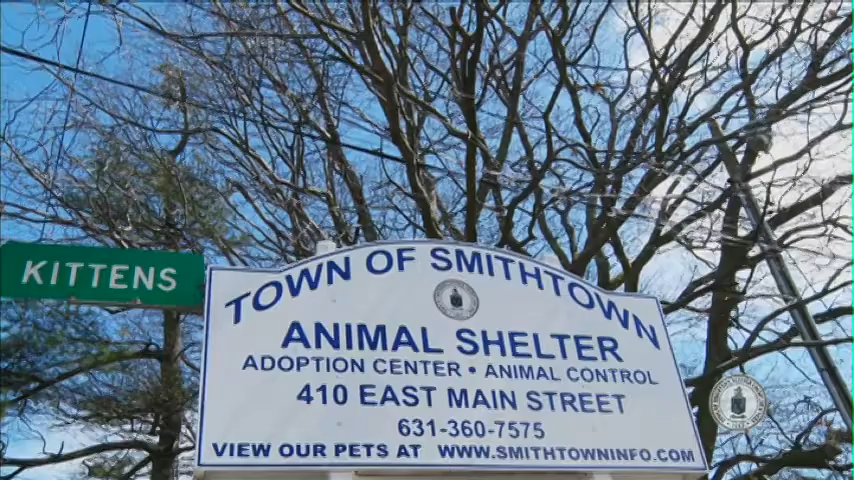 KITTENS
TOWN OF SMITHTOWN
ANIMAL SHELTER
ADOPTION CENTER • ANIMAL CONTROL
410 EAST MAIN STREET
631-360-7575
VIEW OUR PETS AT WWW.SMITHTOWNINFO.COM